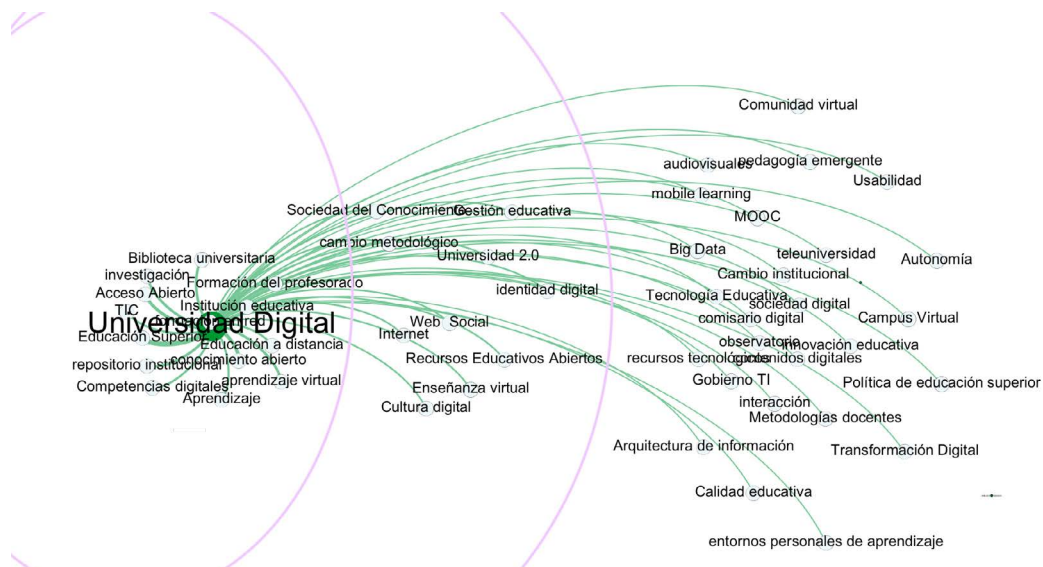 Comunidad virtual
audiovisuales
pedagogía emergente
Usabilidad
mobile learning
Sociedad del Conocimiento
Gestión educativa
MOOC
cambio metodológico
Universidad 2.0
Big Data
teleuniversidad
Autonomía
Biblioteca universitaria
investigación
Cambio institucional
Formación del profesorado
Acceso Abierto
identidad digital
Tecnología Educativa
sociedad digital
Institución educativa
TIC
comisario digital
Campus Virtual
Universidad Digital
Web Social
Internet
Educación Superior
Educación a distancia
observatorio
innovación educativa
conocimiento abierto
Recursos Educativos Abiertos
recursos tecnológicos
contenidos digitales
repositorio institucional
aprendizaje virtual
Gobierno TI
Política de educación superior
Competencias digitales
Enseñanza virtual
Aprendizaje
interacción
Cultura digital
Metodologías docentes
Arquitectura de información
Transformación Digital
Calidad educativa
entornos personales de aprendizaje